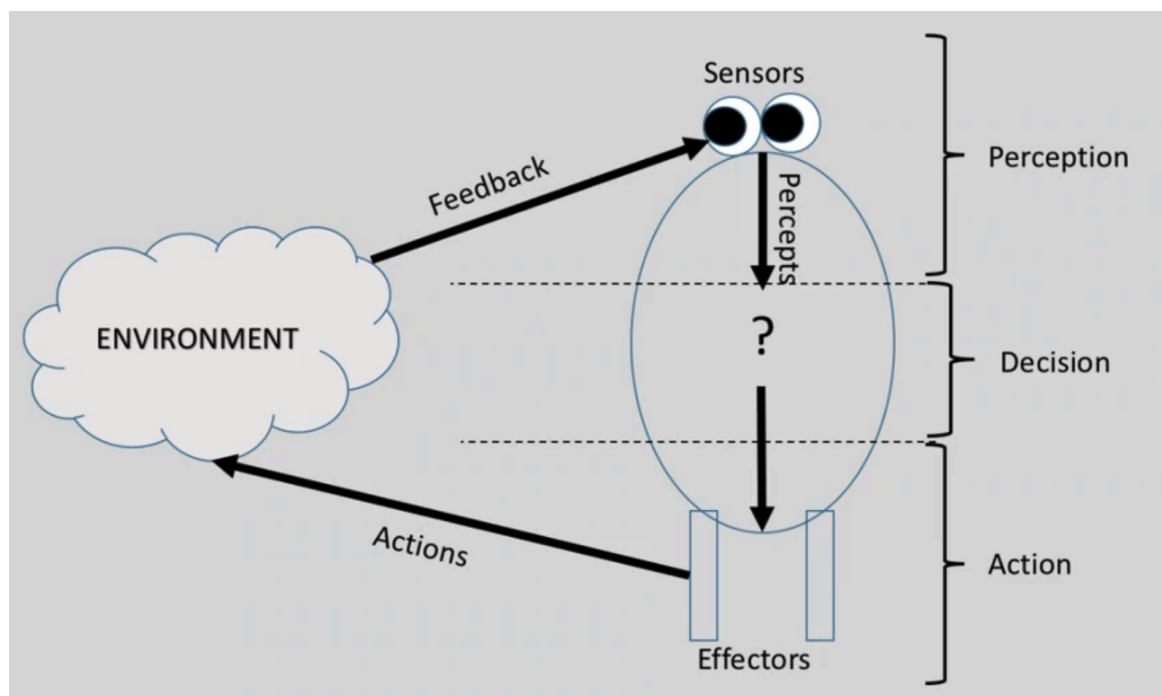 Sensors
Feedback
Percepts
Perception
ENVIRONMENT
?
Decision
Actions
Action
Effectors